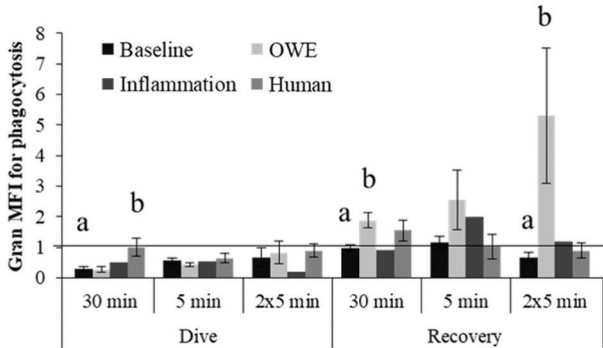 Gran MFI for phagocytosis
8
7
6
5
4
3
2
1
0
Baseline
OWE
Inflammation
Human
a
b
a
b
a
b
30 min
5 min
2x5 min
30 min
5 min
2x5 min
Dive
Recovery